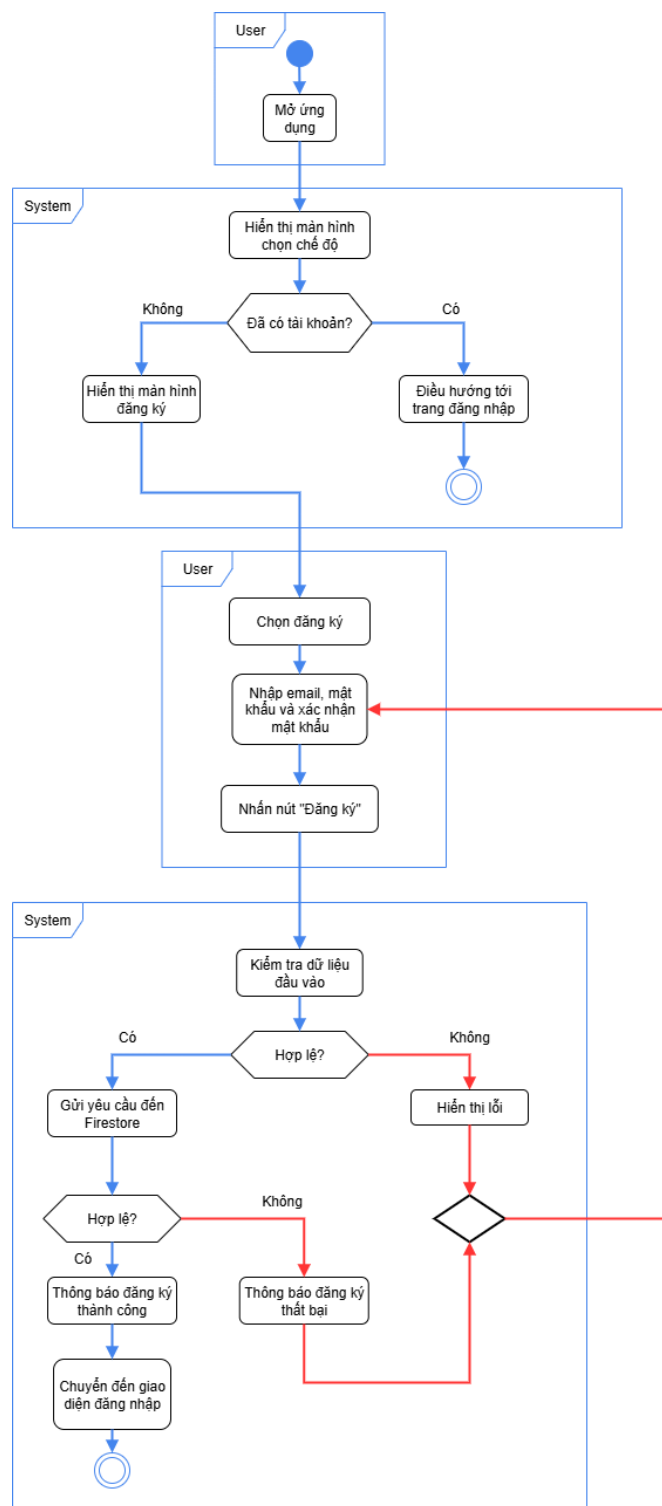 User
Mở ứng
dụng
System
Hiển thị màn hình
chọn chế độ
Không
Đã có tài khoản?
Có
Hiển thị màn hình
đăng ký
Điều hướng tới
trang đăng nhập
User
Chọn đăng ký
Nhập email, mật
khẩu và xác nhận
mật khẩu
Nhấn nút "Đăng ký"
System
Kiểm tra dữ liệu
đầu vào
Có
Hợp lệ?
Không
Gửi yêu cầu đến
Firestore
Hiển thị lỗi
Hợp lệ?
Không
Có
Thông báo đăng ký
thành công
Thông báo đăng ký
thất bại
Chuyển đến giao
diện đăng nhập